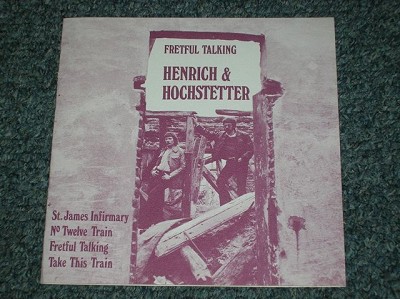 FRETFUL TALKING
HENRICH &
HOCHSTETTER
St. James Infirmary
No Twelve Train
Fretful Talking
Take This Train